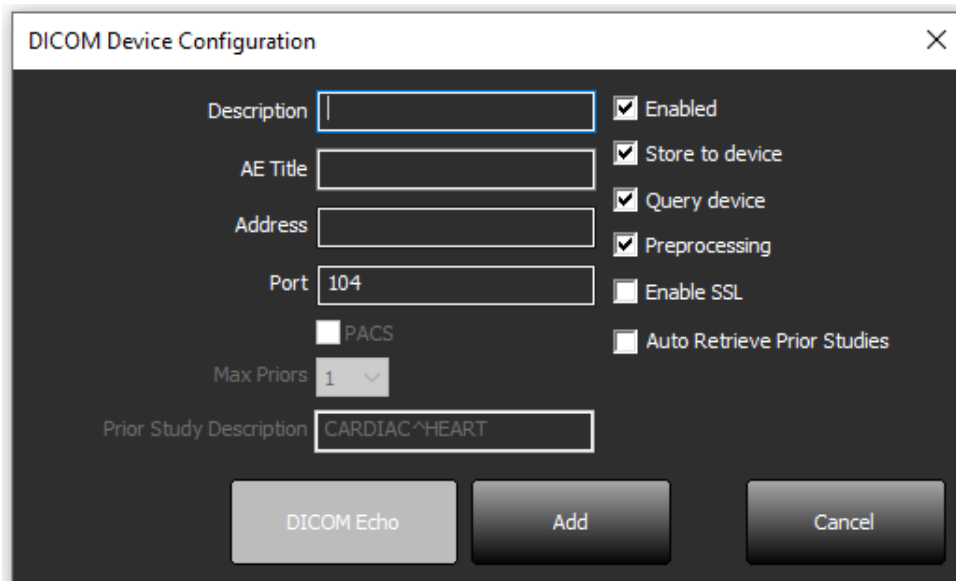 DICOM Device Configuration
Description
Enabled
AE Title
Store to device
Address
Query device
Preprocessing
Port 104
Enable SSL
PACS
Auto Retrieve Prior Studies
Max Priors 1
Prior Study Description CARDIAC^HEART
DICOM Echo
Add
Cancel